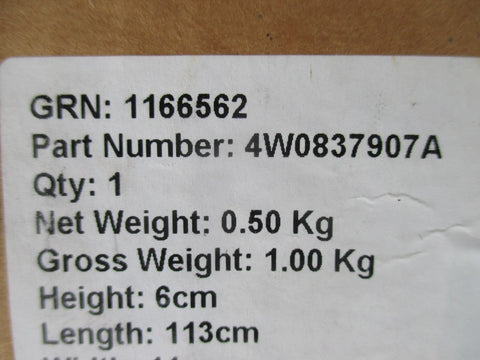 GRN: 1166562
Part Number: 4W0837907A
Qty: 1
Net Weight: 0.50 Kg
Gross Weight: 1.00 Kg
Height: 6cm
Length: 113cm